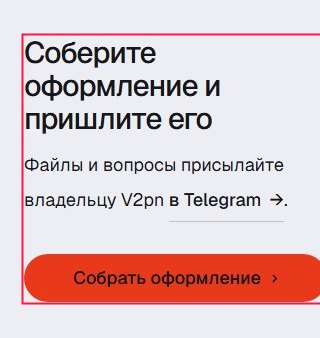 Соберите
оформление и
пришлите его
Файлы и вопросы присылайте
владельцу V2pn в Telegram →.
Собрать оформление ›